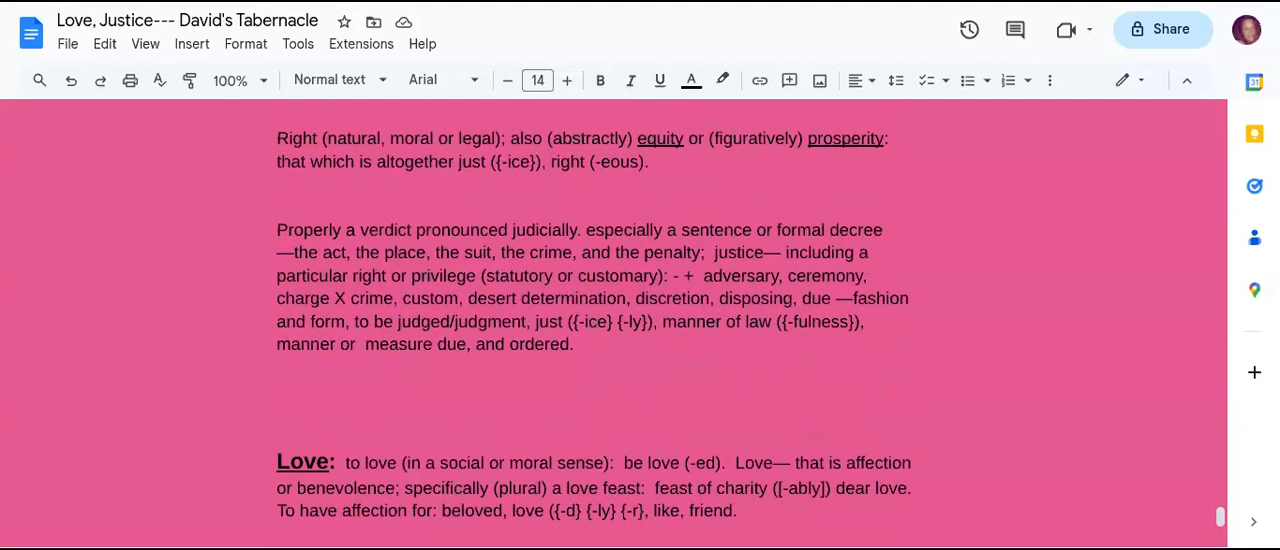 Love, Justice--- David's Tabernacle
File Edit View Insert Format Tools Extensions Help
Share
100% Normal text Arial 14 B I U A
31
Right (natural, moral or legal); also (abstractly) equity or (figuratively) prosperity:
that which is altogether just ({-ice}), right (-eous).
Properly a verdict pronounced judicially. especially a sentence or formal decree
—the act, the place, the suit, the crime, and the penalty;  justice— including a
particular right or privilege (statutory or customary): - +  adversary, ceremony,
charge X crime, custom, desert determination, discretion, disposing, due —fashion
and form, to be judged/judgment, just ({-ice} {-ly}), manner of law ({-fulness}),
manner or  measure due, and ordered.
Love:  to love (in a social or moral sense):  be love (-ed).  Love— that is affection
or benevolence; specifically (plural) a love feast:  feast of charity ([-ably]) dear love.
To have affection for: beloved, love ({-d} {-ly} {-r}, like, friend.